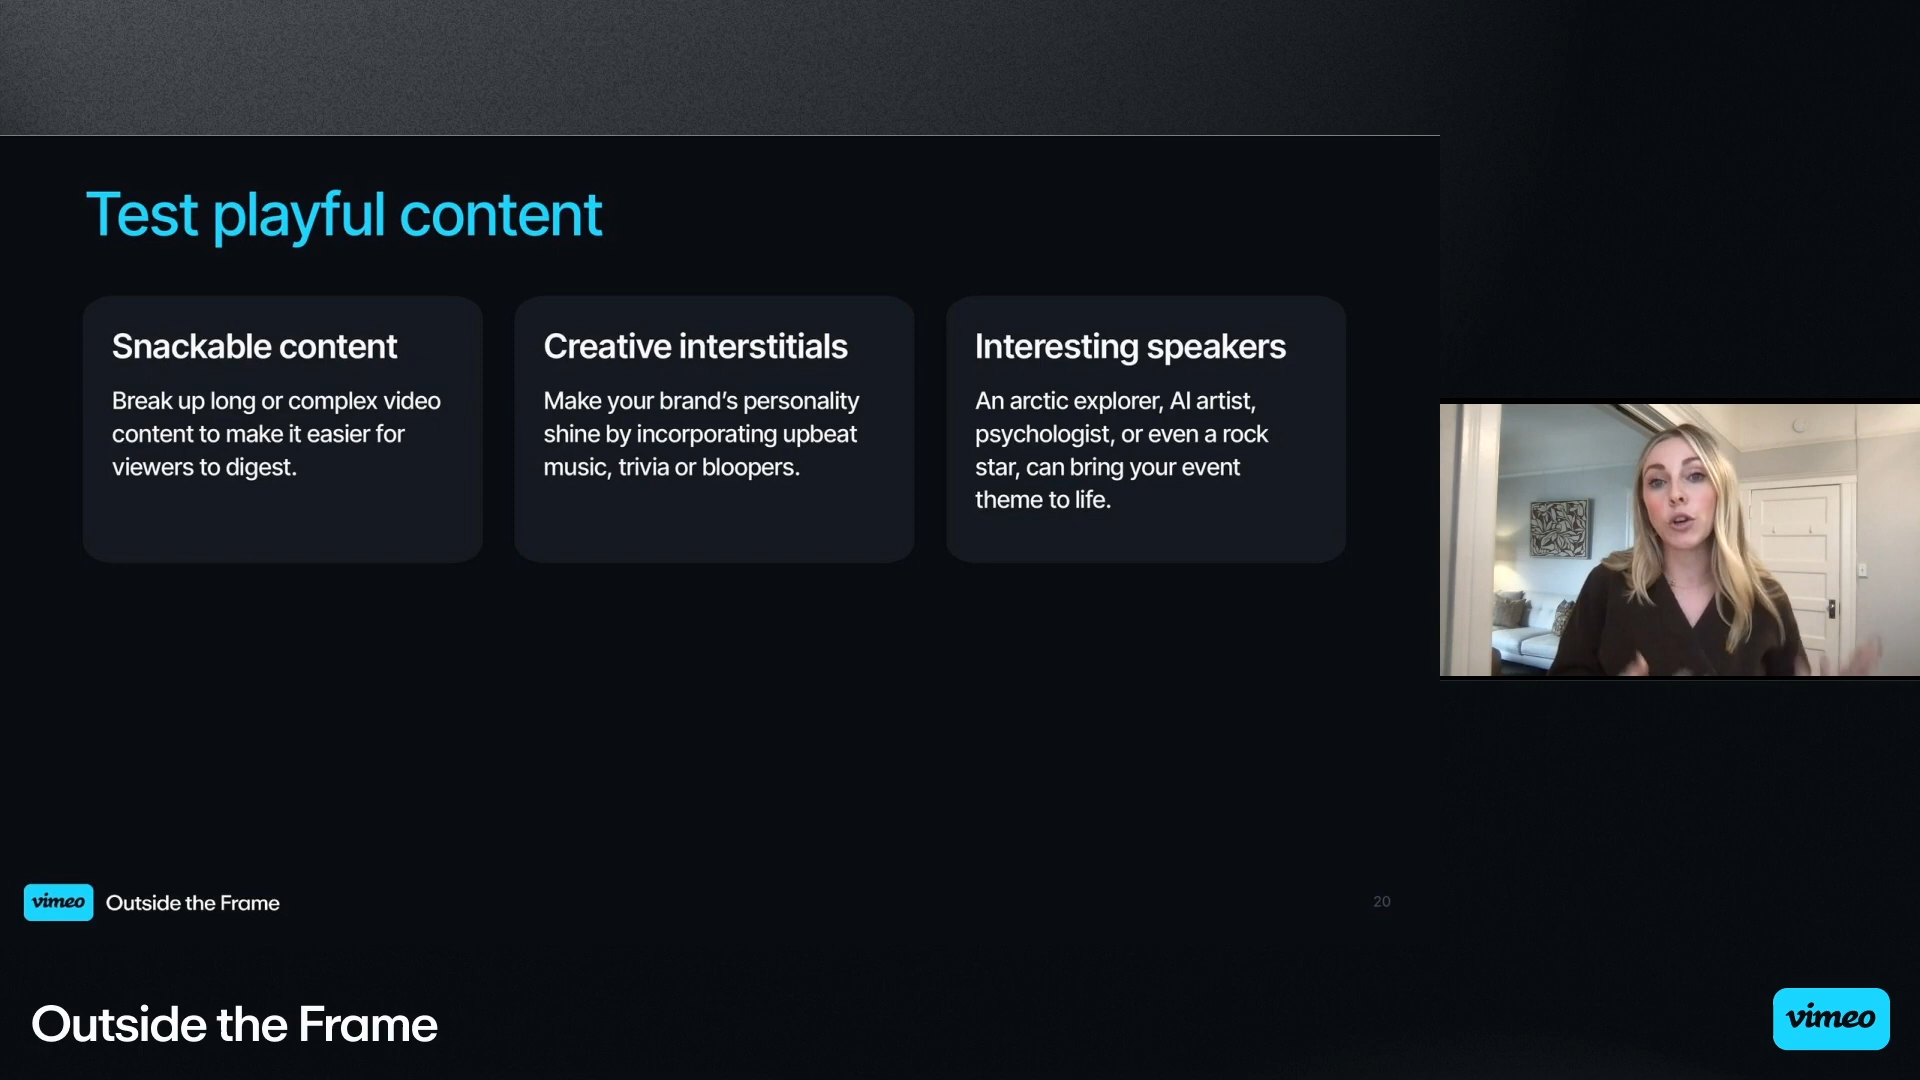 Test playful content
Snackable content
Break up long or complex video
content to make it easier for
viewers to digest.
Creative interstitials
Make your brand’s personality
shine by incorporating upbeat
music, trivia or bloopers.
Interesting speakers
An arctic explorer, AI artist,
psychologist, or even a rock
star, can bring your event
theme to life.
vimeo Outside the Frame
20
Outside the Frame
vimeo